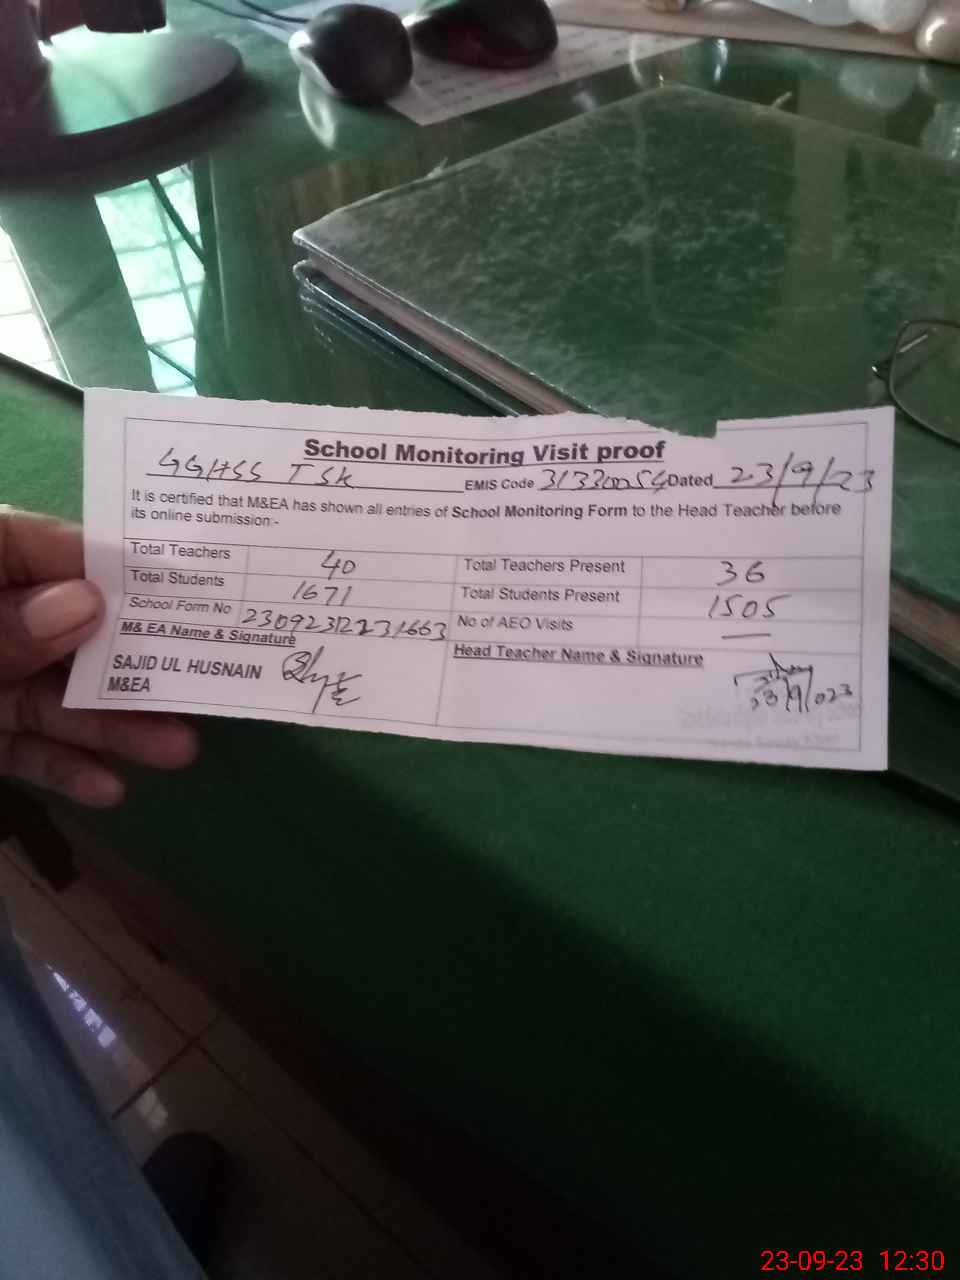 School Monitoring Visit proof
GGHSS TSK EMIS Code 31330054 Dated 23/9/23
It is certified that M&EA has shown all entries of School Monitoring Form to the Head Teacher before
its online submission:-
Total Teachers 40 Total Teachers Present 36
Total Students 1671 Total Students Present 1505
School Form No 23092312231663 No of AEO Visits —
M& EA Name & Signature Head Teacher Name & Signature
SAJID UL HUSNAIN
M&EA
23/9/023
23-09-23 12:30